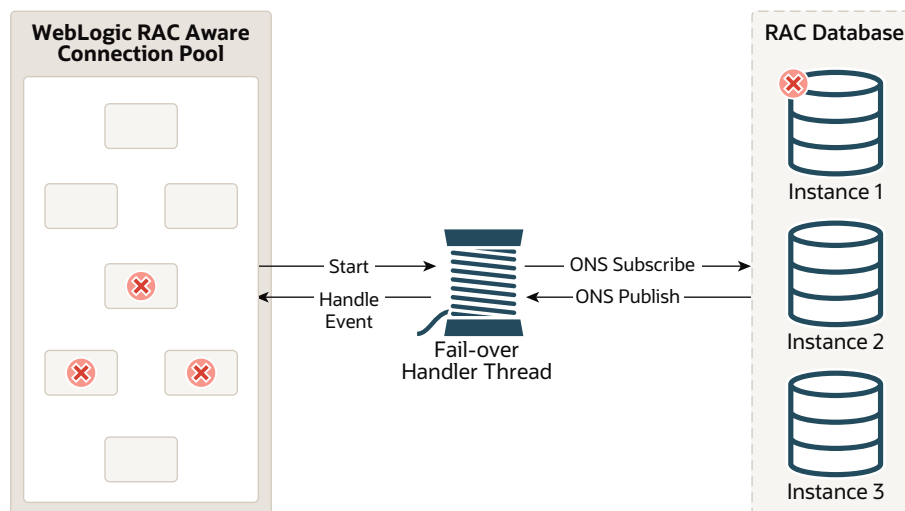 WebLogic RAC Aware
Connection Pool
RAC Database
Instance 1
Start
ONS Subscribe
Handle
Event
ONS Publish
Instance 2
Fail-over
Handler Thread
Instance 3